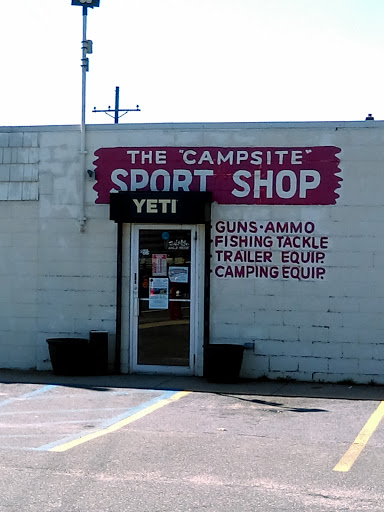 THE "CAMPSITE"
SPORT SHOP
YETI
GUNS•AMMO
FISHING TACKLE
TRAILER EQUIP.
CAMPING EQUIP.